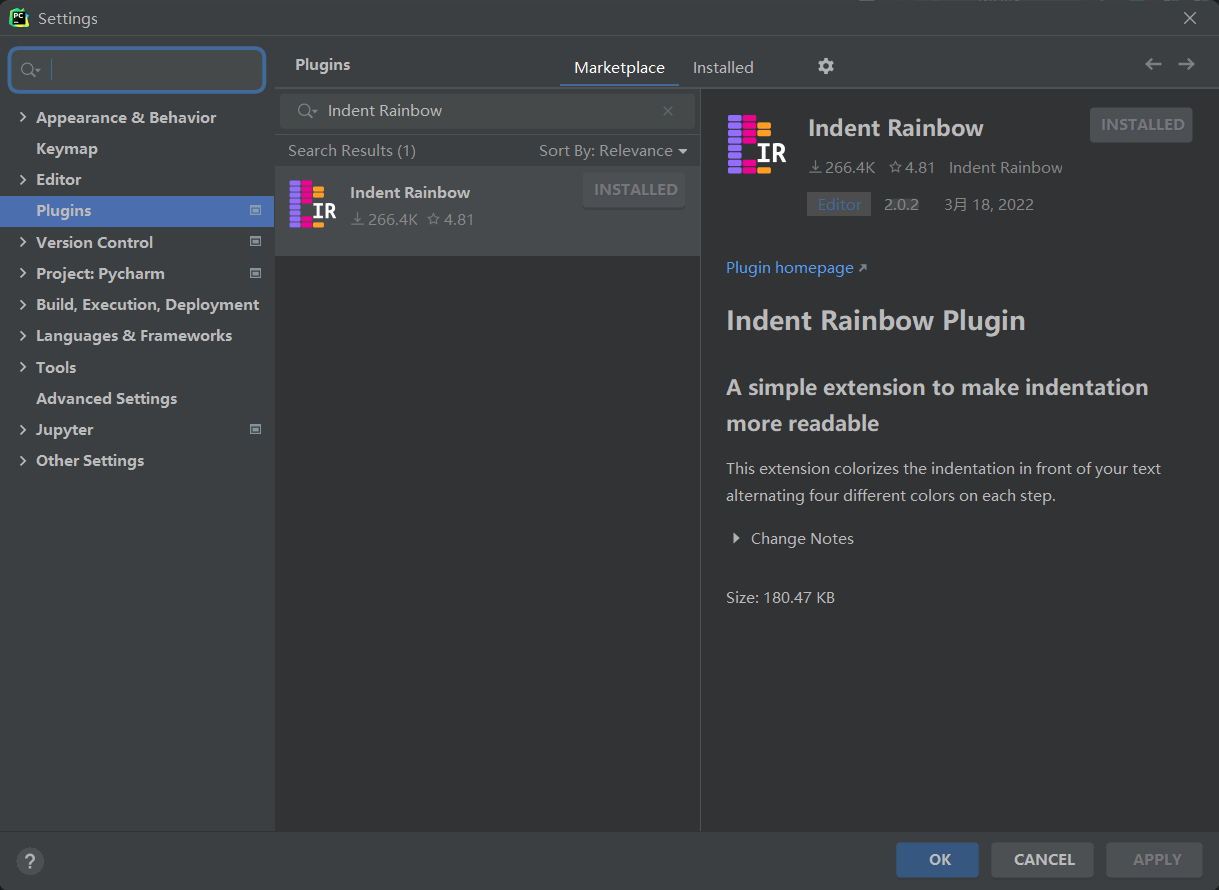 Settings
Plugins
Marketplace
Installed
Appearance & Behavior
Keymap
Editor
Plugins
Version Control
Project: Pycharm
Build, Execution, Deployment
Languages & Frameworks
Tools
Advanced Settings
Jupyter
Other Settings
Indent Rainbow
Search Results (1)
Sort By: Relevance
IR
Indent Rainbow
INSTALLED
266.4K
4.81
IR
Indent Rainbow
INSTALLED
266.4K
4.81
Indent Rainbow
Editor
2.0.2
3月 18, 2022
Plugin homepage
Indent Rainbow Plugin
A simple extension to make indentation
more readable
This extension colorizes the indentation in front of your text
alternating four different colors on each step.
Change Notes
Size: 180.47 KB
?
OK
CANCEL
APPLY